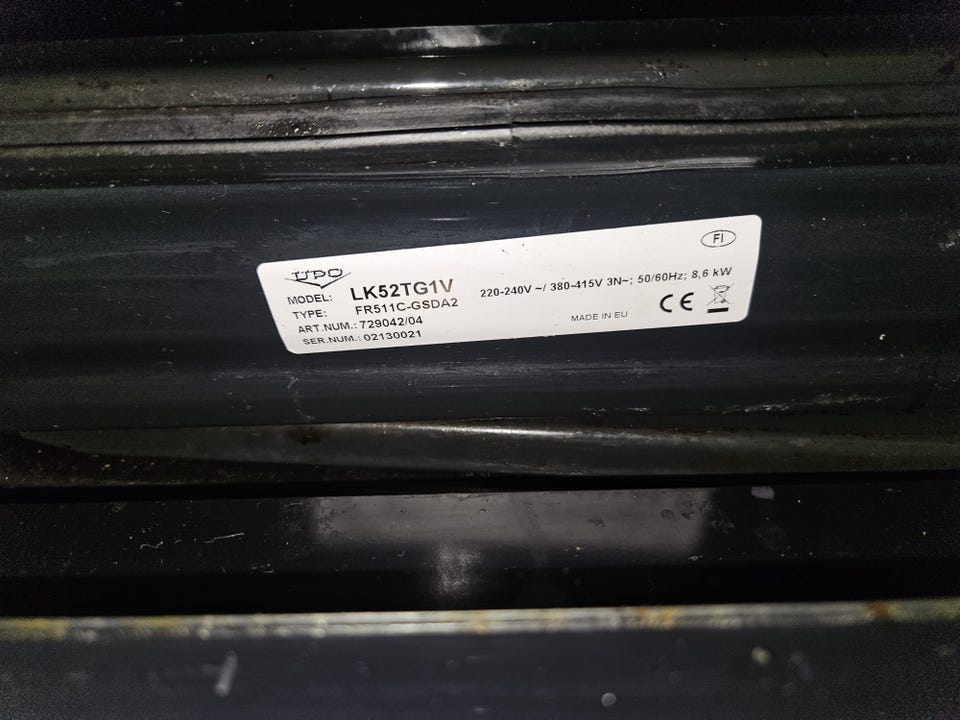 UPO
MODEL: LK52TG1V
TYPE: FR511C-GSDA2
ART.NUM.: 729042/04
SER.NUM.: 02130021
220-240V ~/ 380-415V 3N~; 50/60Hz; 8,6 kW
MADE IN EU
CE
FI